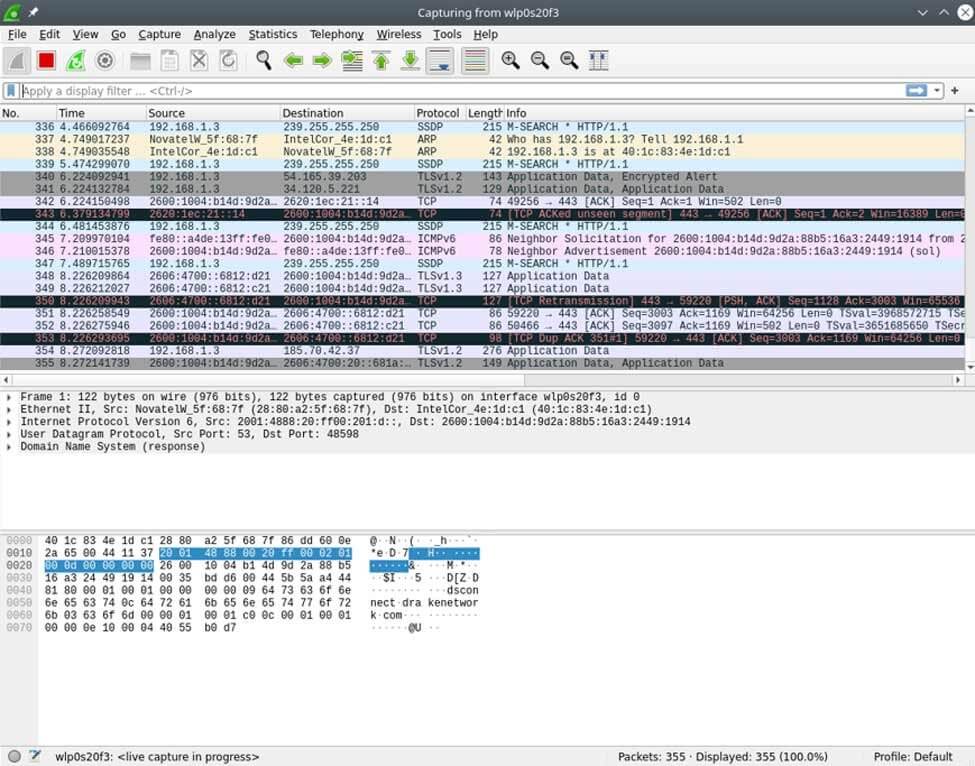 Capturing from wlp0s20f3
File Edit View Go Capture Analyze Statistics Telephony Wireless Tools Help
Apply a display filter ... <Ctrl-/>
No. Time Source Destination Protocol Length Info
336 4.466092764 192.168.1.3 239.255.255.250 SSDP 215 M-SEARCH * HTTP/1.1
337 4.749017237 NovatelW_5f:68:7f IntelCor_4e:1d:c1 ARP 42 Who has 192.168.1.3? Tell 192.168.1.1
338 4.749035548 IntelCor_4e:1d:c1 NovatelW_5f:68:7f ARP 42 192.168.1.3 is at 40:1c:83:4e:1d:c1
339 5.474299070 192.168.1.3 239.255.255.250 SSDP 215 M-SEARCH * HTTP/1.1
340 6.224092941 192.168.1.3 54.165.39.203 TLSv1.2 143 Application Data, Encrypted Alert
341 6.224132784 192.168.1.3 34.120.5.221 TLSv1.2 129 Application Data, Application Data
342 6.224150498 2600:1004:b14d:9d2a… 2620:1ec:21::14 TCP 74 49256 → 443 [ACK] Seq=1 Ack=1 Win=502 Len=0
343 6.379134799 2620:1ec:21::14 2600:1004:b14d:9d2a… TCP 74 [TCP ACKed unseen segment] 443 → 49256 [ACK] Seq=1 Ack=2 Win=16389 Len=0
344 6.481453876 192.168.1.3 239.255.255.250 SSDP 215 M-SEARCH * HTTP/1.1
345 7.209970104 fe80::a4de:13ff:fe0… 2600:1004:b14d:9d2a… ICMPv6 86 Neighbor Solicitation for 2600:1004:b14d:9d2a:88b5:16a3:2449:1914 from 2
346 7.210015378 2600:1004:b14d:9d2a… fe80::a4de:13ff:fe0… ICMPv6 78 Neighbor Advertisement 2600:1004:b14d:9d2a:88b5:16a3:2449:1914 (sol)
347 7.489715765 192.168.1.3 239.255.255.250 SSDP 215 M-SEARCH * HTTP/1.1
348 8.226209864 2606:4700::6812:d21 2600:1004:b14d:9d2a… TLSv1.3 127 Application Data
349 8.226212027 2606:4700::6812:c21 2600:1004:b14d:9d2a… TLSv1.3 127 Application Data
350 8.226209943 2606:4700::6812:d21 2600:1004:b14d:9d2a… TCP 127 [TCP Retransmission] 443 → 59220 [PSH, ACK] Seq=1128 Ack=3003 Win=65536
351 8.226258549 2600:1004:b14d:9d2a… 2606:4700::6812:d21 TCP 86 59220 → 443 [ACK] Seq=3003 Ack=1169 Win=64256 Len=0 TSval=3968572715 TSe
352 8.226275946 2600:1004:b14d:9d2a… 2606:4700::6812:c21 TCP 86 50466 → 443 [ACK] Seq=3097 Ack=1169 Win=502 Len=0 TSval=3651685650 TSecr
353 8.226293695 2600:1004:b14d:9d2a… 2606:4700::6812:d21 TCP 98 [TCP Dup ACK 351#1] 59220 → 443 [ACK] Seq=3003 Ack=1169 Win=64256 Len=0
354 8.272092818 192.168.1.3 185.70.42.37 TLSv1.2 276 Application Data
355 8.272141739 2600:1004:b14d:9d2a… 2606:4700:20::681a:… TLSv1.2 149 Application Data, Application Data
Frame 1: 122 bytes on wire (976 bits), 122 bytes captured (976 bits) on interface wlp0s20f3, id 0
Ethernet II, Src: NovatelW_5f:68:7f (28:80:a2:5f:68:7f), Dst: IntelCor_4e:1d:c1 (40:1c:83:4e:1d:c1)
Internet Protocol Version 6, Src: 2001:4888:20:ff00:201:d::, Dst: 2600:1004:b14d:9d2a:88b5:16a3:2449:1914
User Datagram Protocol, Src Port: 53, Dst Port: 48598
Domain Name System (response)
0000 40 1c 83 4e 1d c1 28 80 a2 5f 68 7f 86 dd 60 0e @··N··(· ·_h···`·
0010 2a 65 00 44 11 37 20 01 48 88 00 20 ff 00 02 01 *e·D·7 · H·· ····
0020 00 0d 00 00 00 00 26 00 10 04 b1 4d 9d 2a 88 b5 ······&· ···M·*··
0030 16 a3 24 49 19 14 00 35 bd d6 00 44 5b 5a a4 44 ··$I···5 ···D[Z·D
0040 81 80 00 01 00 01 00 00 00 00 09 64 73 63 6f 6e ········ ···dscon
0050 6e 65 63 74 0c 64 72 61 6b 65 6e 65 74 77 6f 72 nect·dra kenetwor
0060 6b 03 63 6f 6d 00 00 01 00 01 c0 0c 00 01 00 01 k·com··· ········
0070 00 00 0e 10 00 04 40 55 b0 d7 ······@U ··
wlp0s20f3: <live capture in progress> Packets: 355 · Displayed: 355 (100.0%) Profile: Default